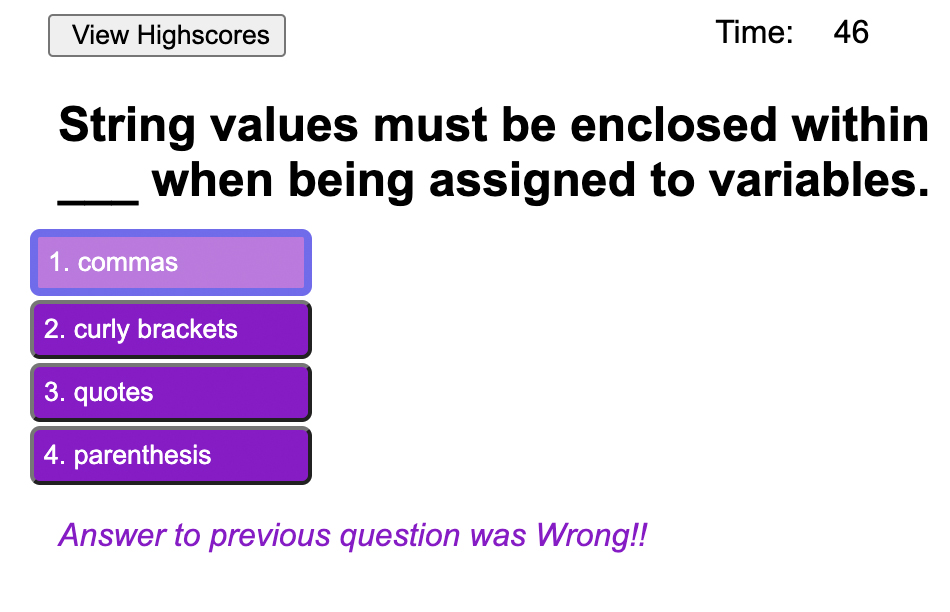 View Highscores Time: 46
String values must be enclosed within
___ when being assigned to variables.
1. commas
2. curly brackets
3. quotes
4. parenthesis
Answer to previous question was Wrong!!